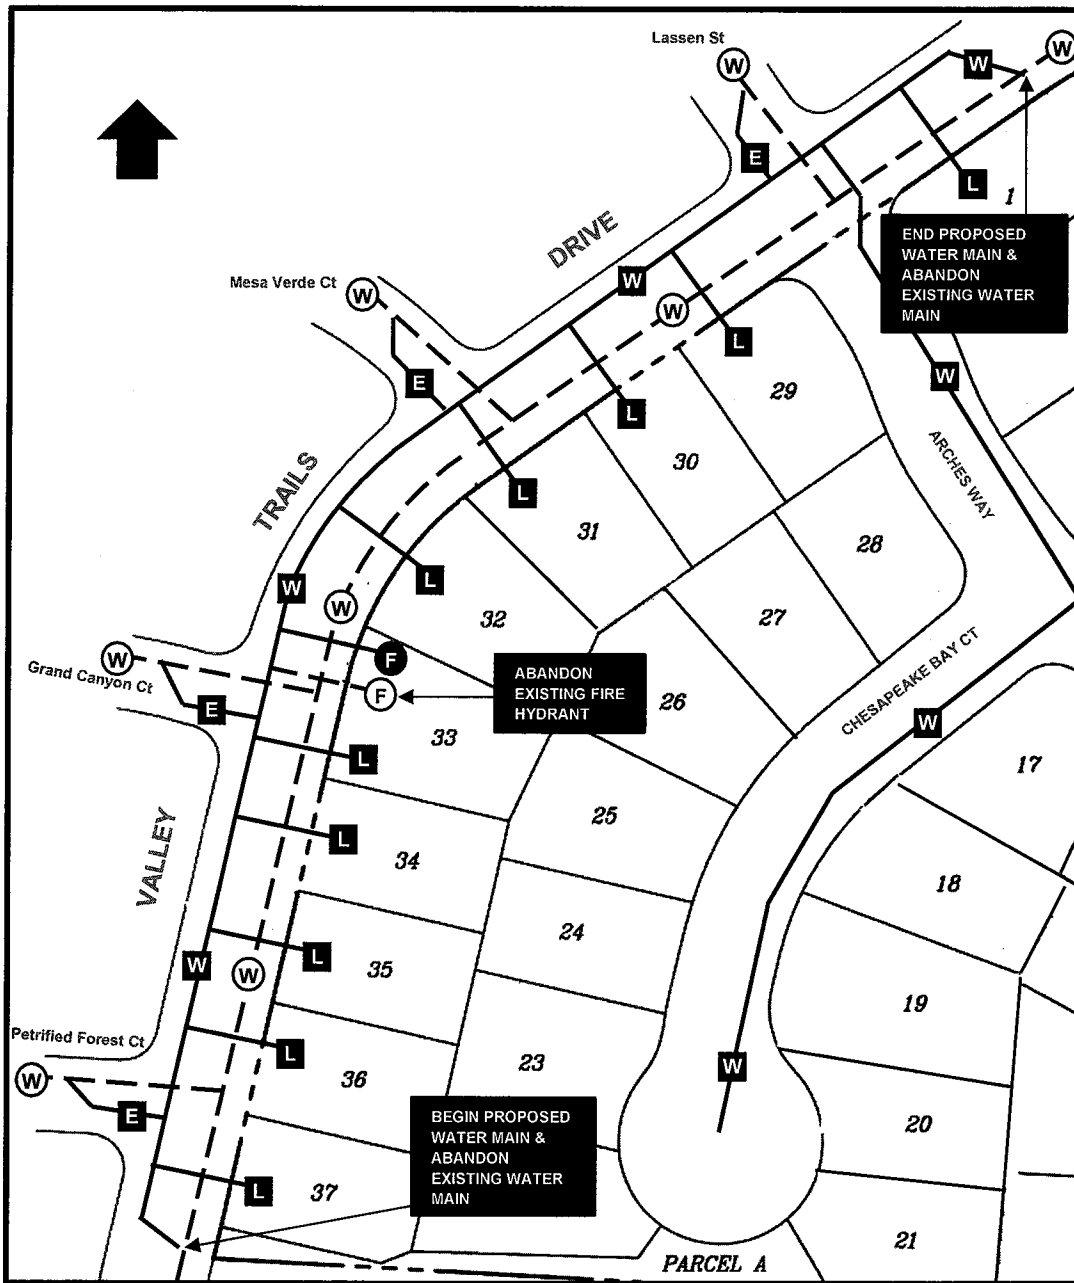 Lassen St
W
W
W
E
L
1
END PROPOSED
WATER MAIN &
ABANDON
EXISTING WATER
MAIN
DRIVE
Mesa Verde Ct
W
W
W
L
E
W
L
29
30
ARCHES WAY
TRAILS
L
31
28
L
W
W
32
27
Grand Canyon Ct
W
F
F
ABANDON
EXISTING FIRE
HYDRANT
CHESAPEAKE BAY CT
E
26
W
33
L
17
VALLEY
25
L
34
18
24
L
W
W
35
19
Petrified Forest Ct
L
W
23
W
36
E
BEGIN PROPOSED
WATER MAIN &
ABANDON
EXISTING WATER
MAIN
20
L
37
21
PARCEL A